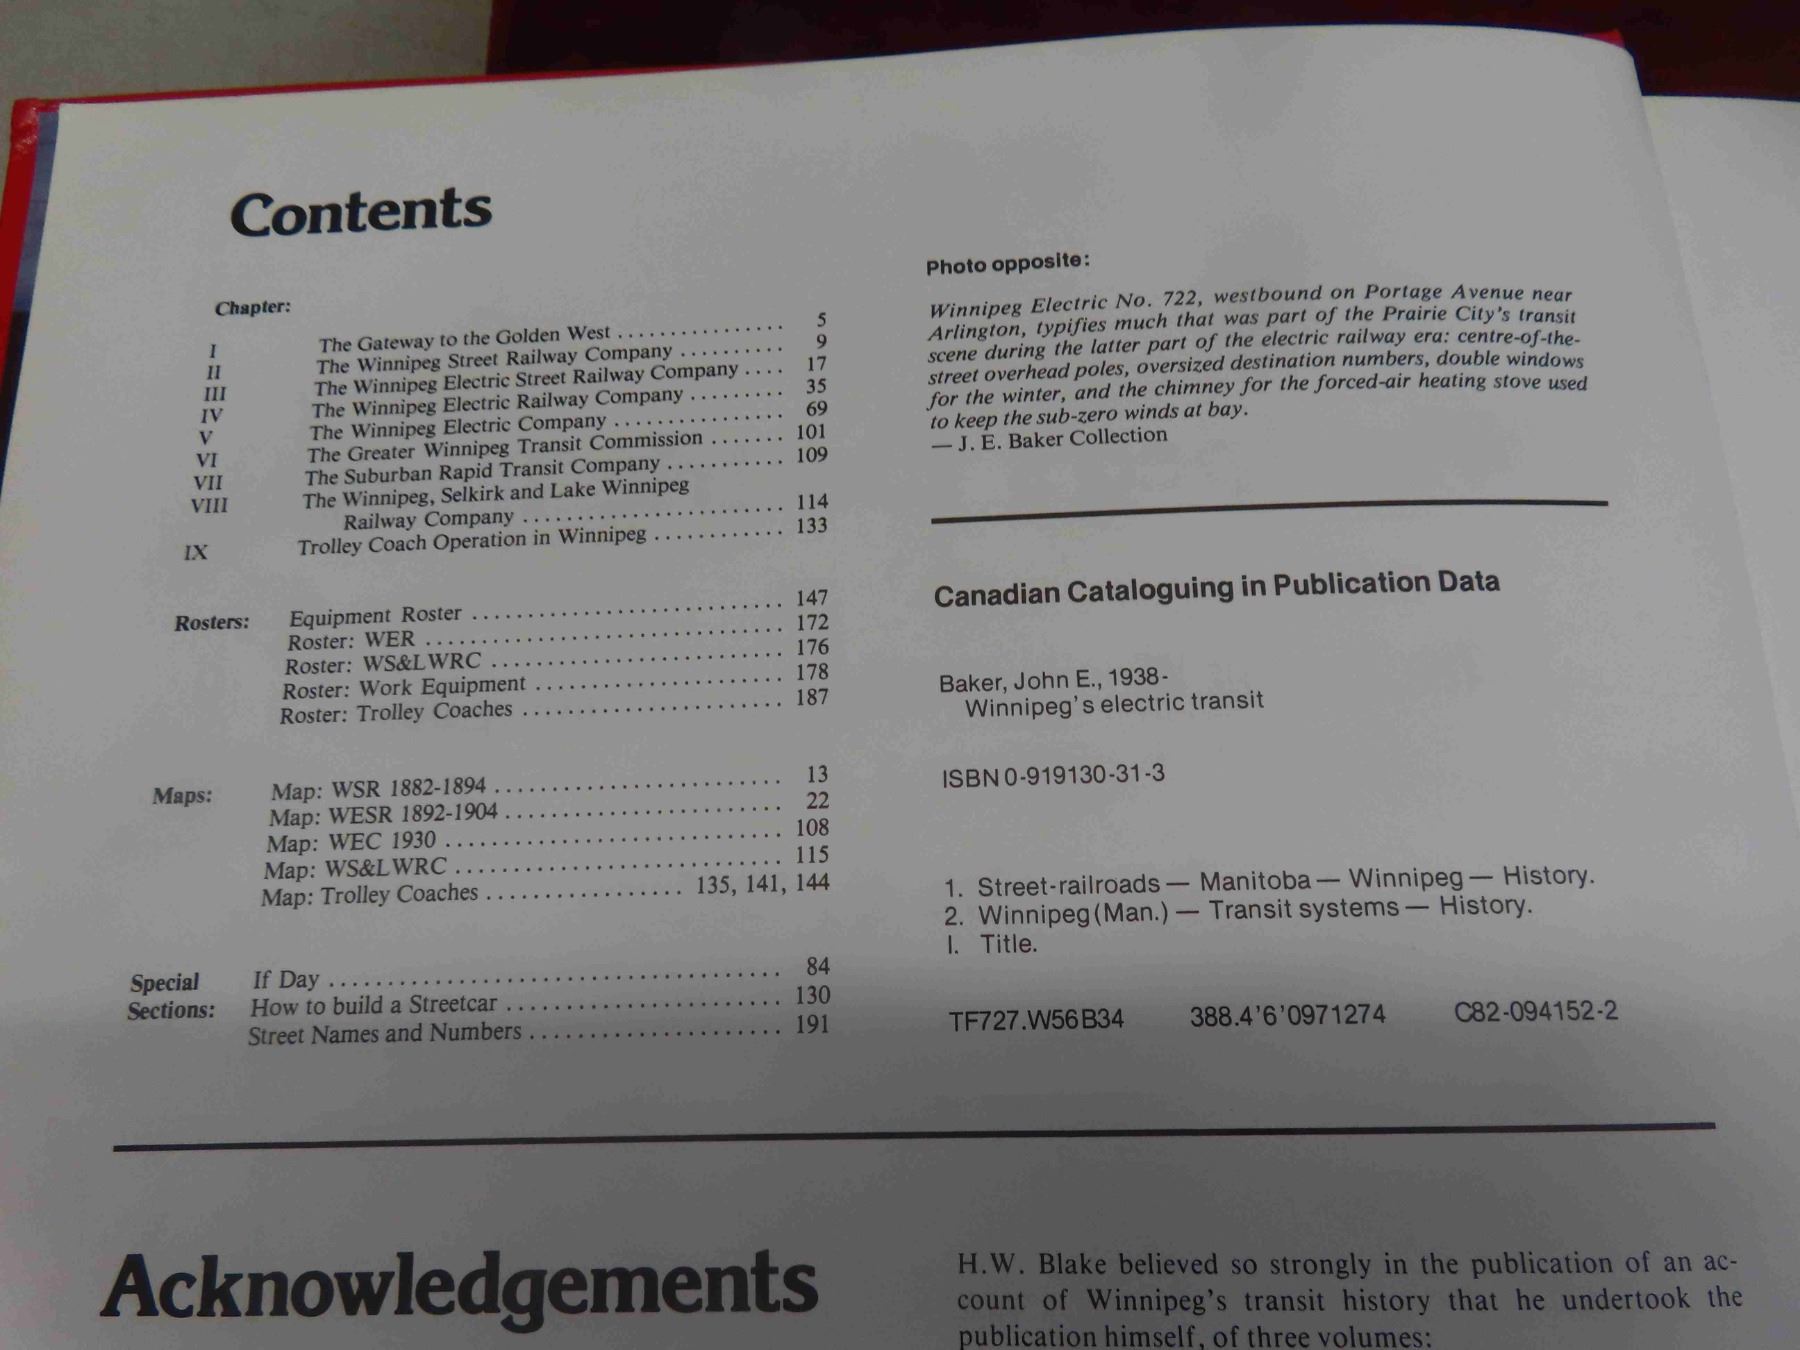 Contents
Chapter:
I The Gateway to the Golden West ............... 5
II The Winnipeg Street Railway Company .......... 9
III The Winnipeg Electric Street Railway Company .... 17
IV The Winnipeg Electric Railway Company ......... 35
V The Winnipeg Electric Company ................ 69
VI The Greater Winnipeg Transit Commission ....... 101
VII The Suburban Rapid Transit Company ........... 109
VIII The Winnipeg, Selkirk and Lake Winnipeg
Railway Company ........................ 114
IX Trolley Coach Operation in Winnipeg ............ 133
Rosters: Equipment Roster ............................ 147
Roster: WER ................................ 172
Roster: WS&LWRC .......................... 176
Roster: Work Equipment ...................... 178
Roster: Trolley Coaches ....................... 187
Maps: Map: WSR 1882-1894 .......................... 13
Map: WESR 1892-1904 ......................... 22
Map: WEC 1930 .............................. 108
Map: WS&LWRC ............................. 115
Map: Trolley Coaches ................ 135, 141, 144
Special If Day ........................................ 84
Sections: How to build a Streetcar ........................ 130
Street Names and Numbers ...................... 191
Photo opposite:
Winnipeg Electric No. 722, westbound on Portage Avenue near
Arlington, typifies much that was part of the Prairie City's transit
scene during the latter part of the electric railway era: centre-of-the-
street overhead poles, oversized destination numbers, double windows
for the winter, and the chimney for the forced-air heating stove used
to keep the sub-zero winds at bay.
— J. E. Baker Collection
Canadian Cataloguing in Publication Data
Baker, John E., 1938-
Winnipeg's electric transit
ISBN 0-919130-31-3
1. Street-railroads — Manitoba — Winnipeg — History.
2. Winnipeg (Man.) — Transit systems — History.
I. Title.
TF727.W56B34 388.4'6'0971274 C82-094152-2
Acknowledgements
H.W. Blake believed so strongly in the publication of an ac-
count of Winnipeg's transit history that he undertook the
publication himself, of three volumes: